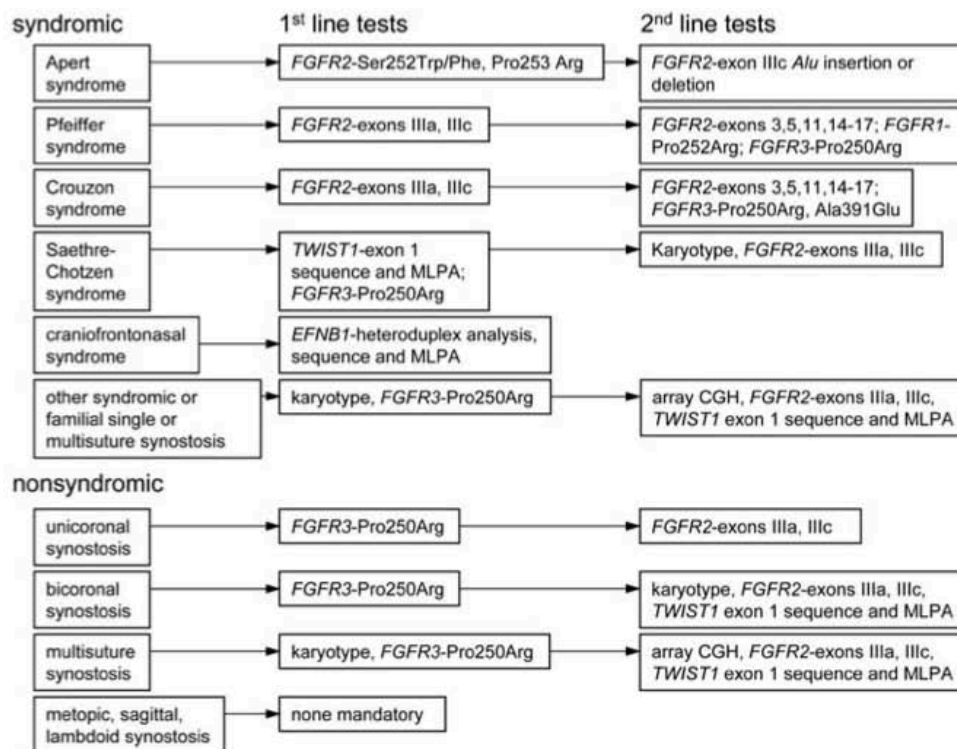 syndromic 1st line tests 2nd line tests
Apert
syndrome
FGFR2-Ser252Trp/Phe, Pro253 Arg
FGFR2-exon IIIc Alu insertion or
deletion
Pfeiffer
syndrome
FGFR2-exons IIIa, IIIc
FGFR2-exons 3,5,11,14-17; FGFR1-
Pro252Arg; FGFR3-Pro250Arg
Crouzon
syndrome
FGFR2-exons IIIa, IIIc
FGFR2-exons 3,5,11,14-17;
FGFR3-Pro250Arg, Ala391Glu
Saethre-
Chotzen
syndrome
TWIST1-exon 1
sequence and MLPA;
FGFR3-Pro250Arg
Karyotype, FGFR2-exons IIIa, IIIc
craniofrontonasal
syndrome
EFNB1-heteroduplex analysis,
sequence and MLPA
other syndromic or
familial single or
multisuture synostosis
karyotype, FGFR3-Pro250Arg
array CGH, FGFR2-exons IIIa, IIIc,
TWIST1 exon 1 sequence and MLPA
nonsyndromic
unicoronal
synostosis
FGFR3-Pro250Arg
FGFR2-exons IIIa, IIIc
bicoronal
synostosis
FGFR3-Pro250Arg
karyotype, FGFR2-exons IIIa, IIIc,
TWIST1 exon 1 sequence and MLPA
multisuture
synostosis
karyotype, FGFR3-Pro250Arg
array CGH, FGFR2-exons IIIa, IIIc,
TWIST1 exon 1 sequence and MLPA
metopic, sagittal,
lambdoid synostosis
none mandatory